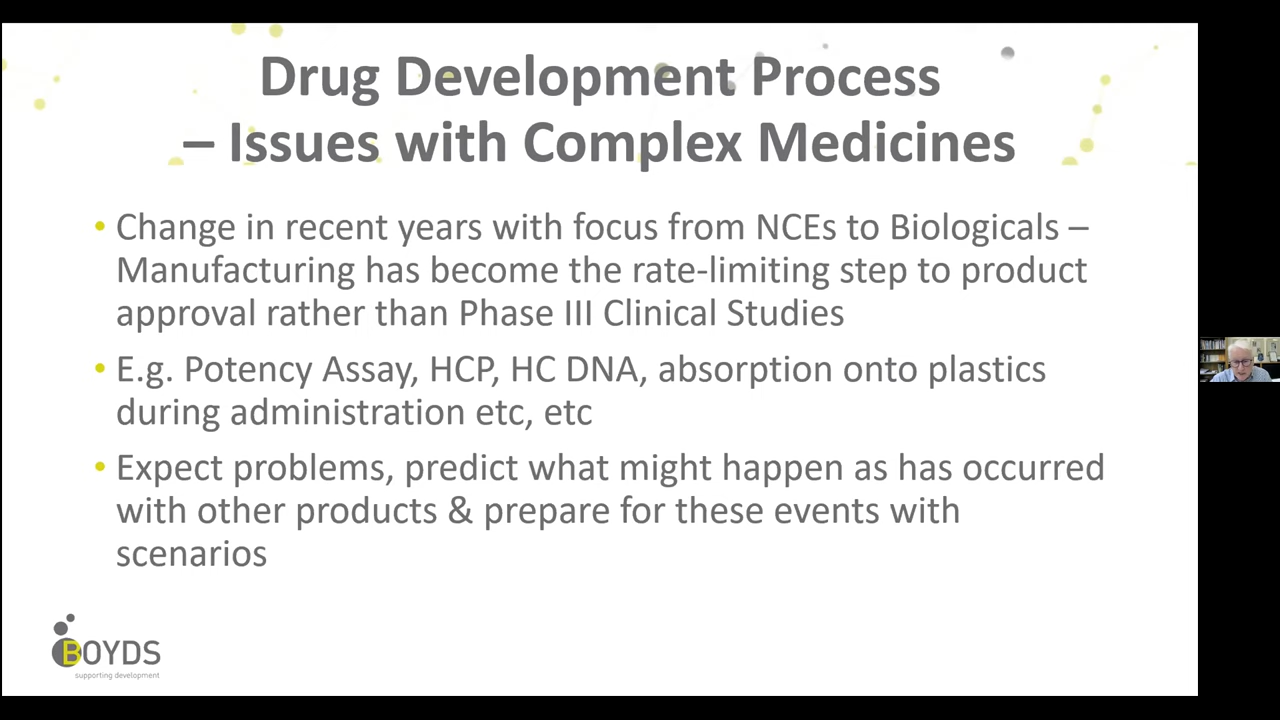 Drug Development Process
– Issues with Complex Medicines
• Change in recent years with focus from NCEs to Biologicals –
Manufacturing has become the rate-limiting step to product
approval rather than Phase III Clinical Studies
• E.g. Potency Assay, HCP, HC DNA, absorption onto plastics
during administration etc, etc
• Expect problems, predict what might happen as has occurred
with other products & prepare for these events with
scenarios
BOYDS
supporting development